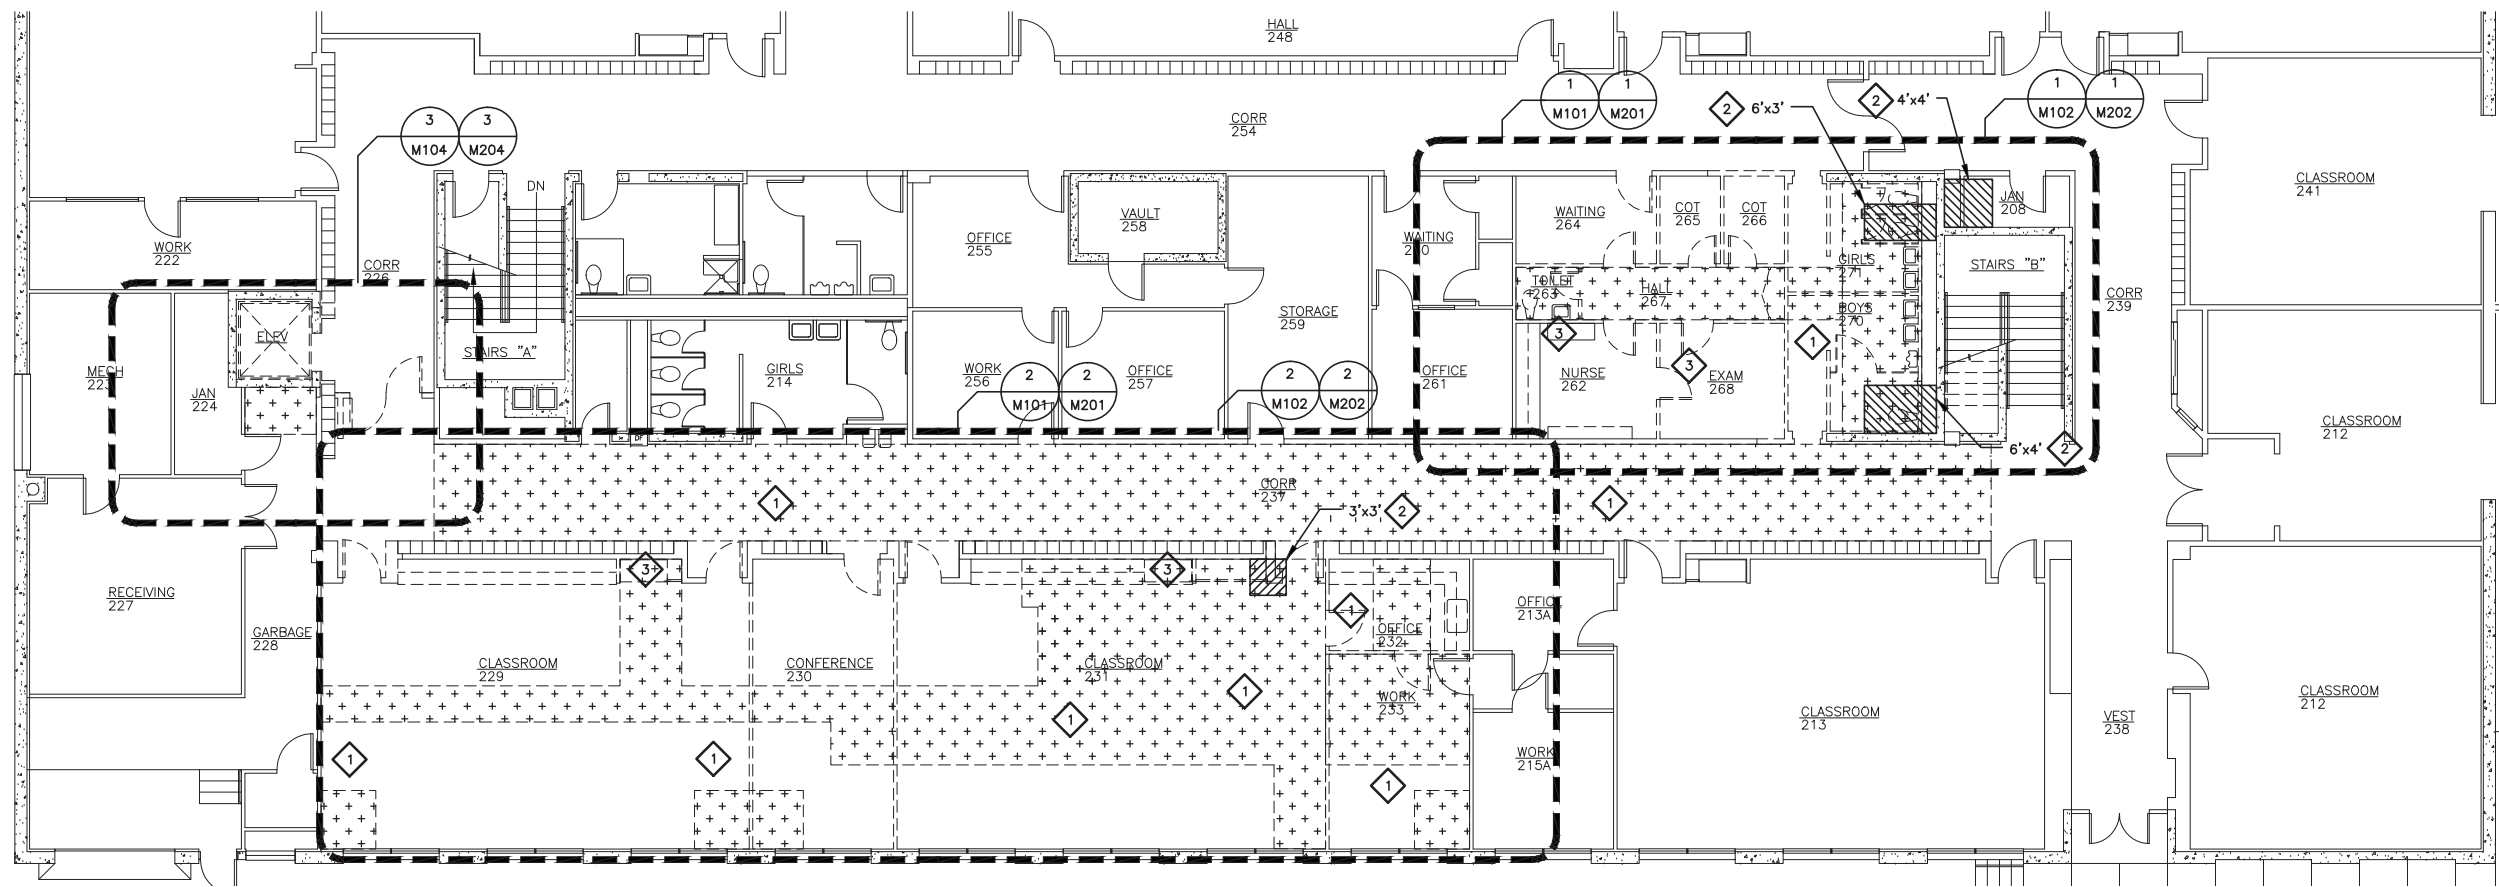 HALL
248
1
1
M101
M201
2
6'x3'
2
4'x4'
1
1
M102
M202
3
3
M104
M204
CORR
254
DN
CLASSROOM
241
WORK
222
CORR
226
OFFICE
255
VAULT
258
WAITING
264
COT
265
COT
266
JAN
208
STORAGE
259
GIRLS
271
STAIRS "B"
CORR
239
TOILET
263
HALL
267
BOYS
270
ELEV
STAIRS "A"
MECH
223
JAN
224
GIRLS
214
WORK
256
2
2
M101
M201
OFFICE
257
2
2
M102
M202
OFFICE
261
3
NURSE
262
3
EXAM
268
1
CLASSROOM
212
DF
6'x4'
2
1
CORR
237
3'x3'
2
1
3
3
RECEIVING
227
GARBAGE
228
CLASSROOM
229
CONFERENCE
230
CLASSROOM
231
1
OFFICE
232
OFFICE
213A
1
1
WORK
233
CLASSROOM
213
VEST
238
CLASSROOM
212
1
1
1
WORK
215A